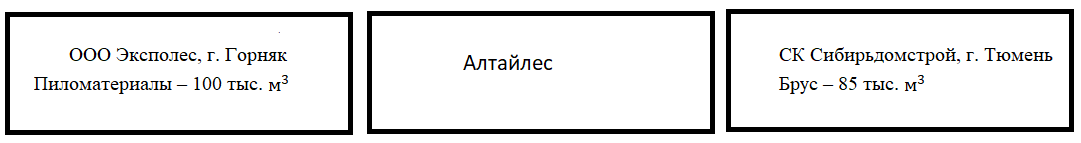 ООО Эксполес, г. Горняк
Пиломатериалы – 100 тыс. м³
Алтайлес
СК Сибирьдомстрой, г. Тюмень
Брус – 85 тыс. м³